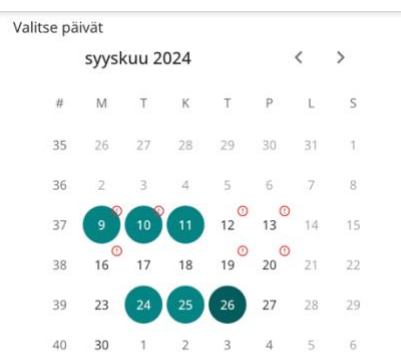 Valitse päivät
syyskuu 2024
# M T K T P L S
35 26 27 28 29 30 31 1
36 2 3 4 5 6 7 8
37 9 10 11 12 13 14 15
38 16 17 18 19 20 21 22
39 23 24 25 26 27 28 29
40 30 1 2 3 4 5 6